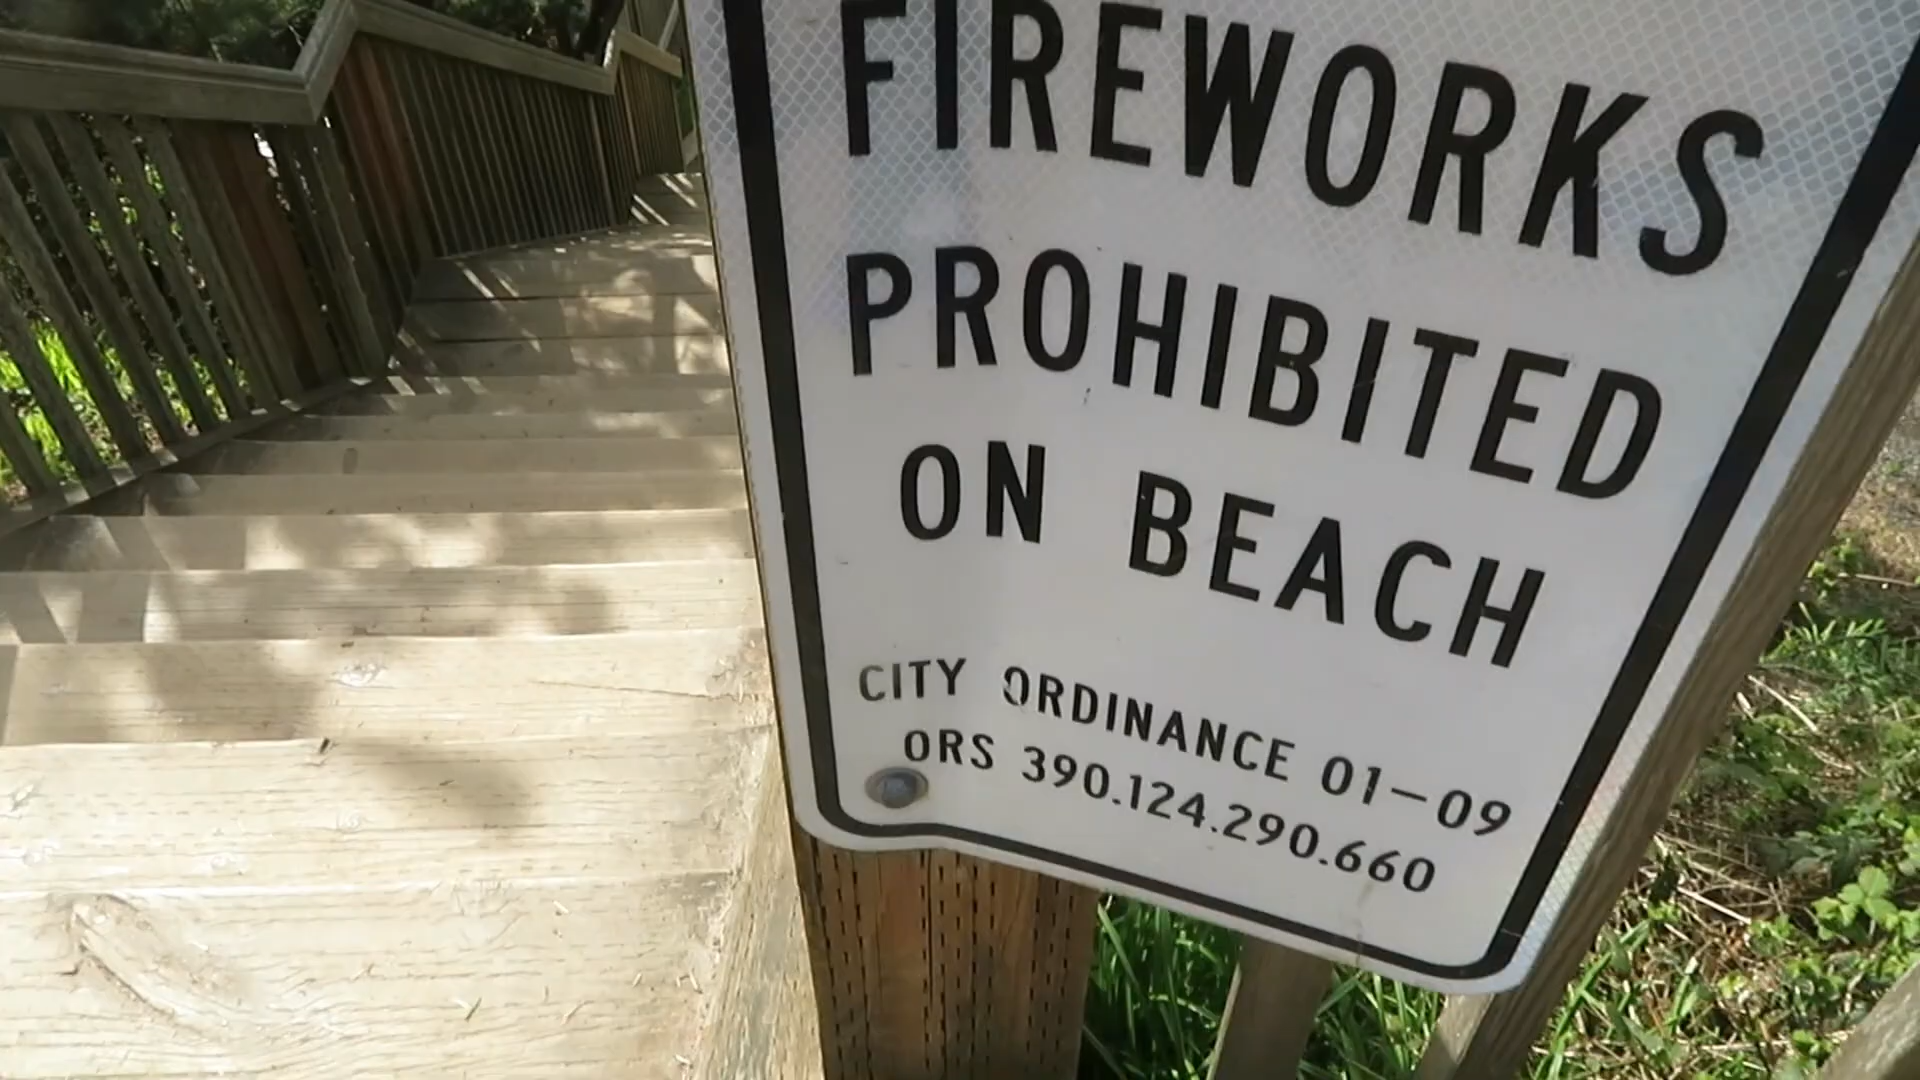 FIREWORKS
PROHIBITED
ON BEACH
CITY ORDINANCE 01-09
ORS 390.124.290.660